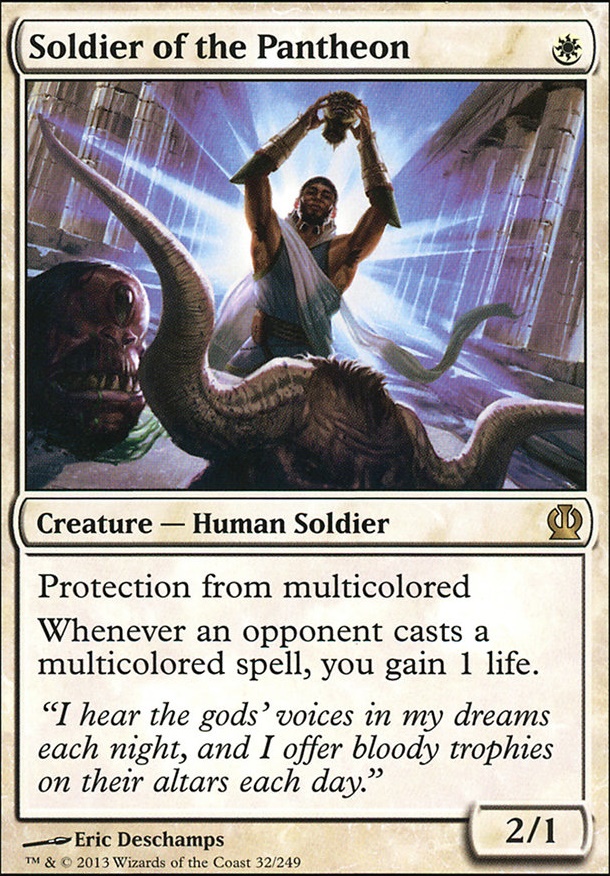 Soldier of the Pantheon
Creature — Human Soldier
Protection from multicolored
Whenever an opponent casts a
multicolored spell, you gain 1 life.
“I hear the gods’ voices in my dreams
each night, and I offer bloody trophies
on their altars each day.”
2/1
Eric Deschamps
™ & © 2013 Wizards of the Coast 32/249